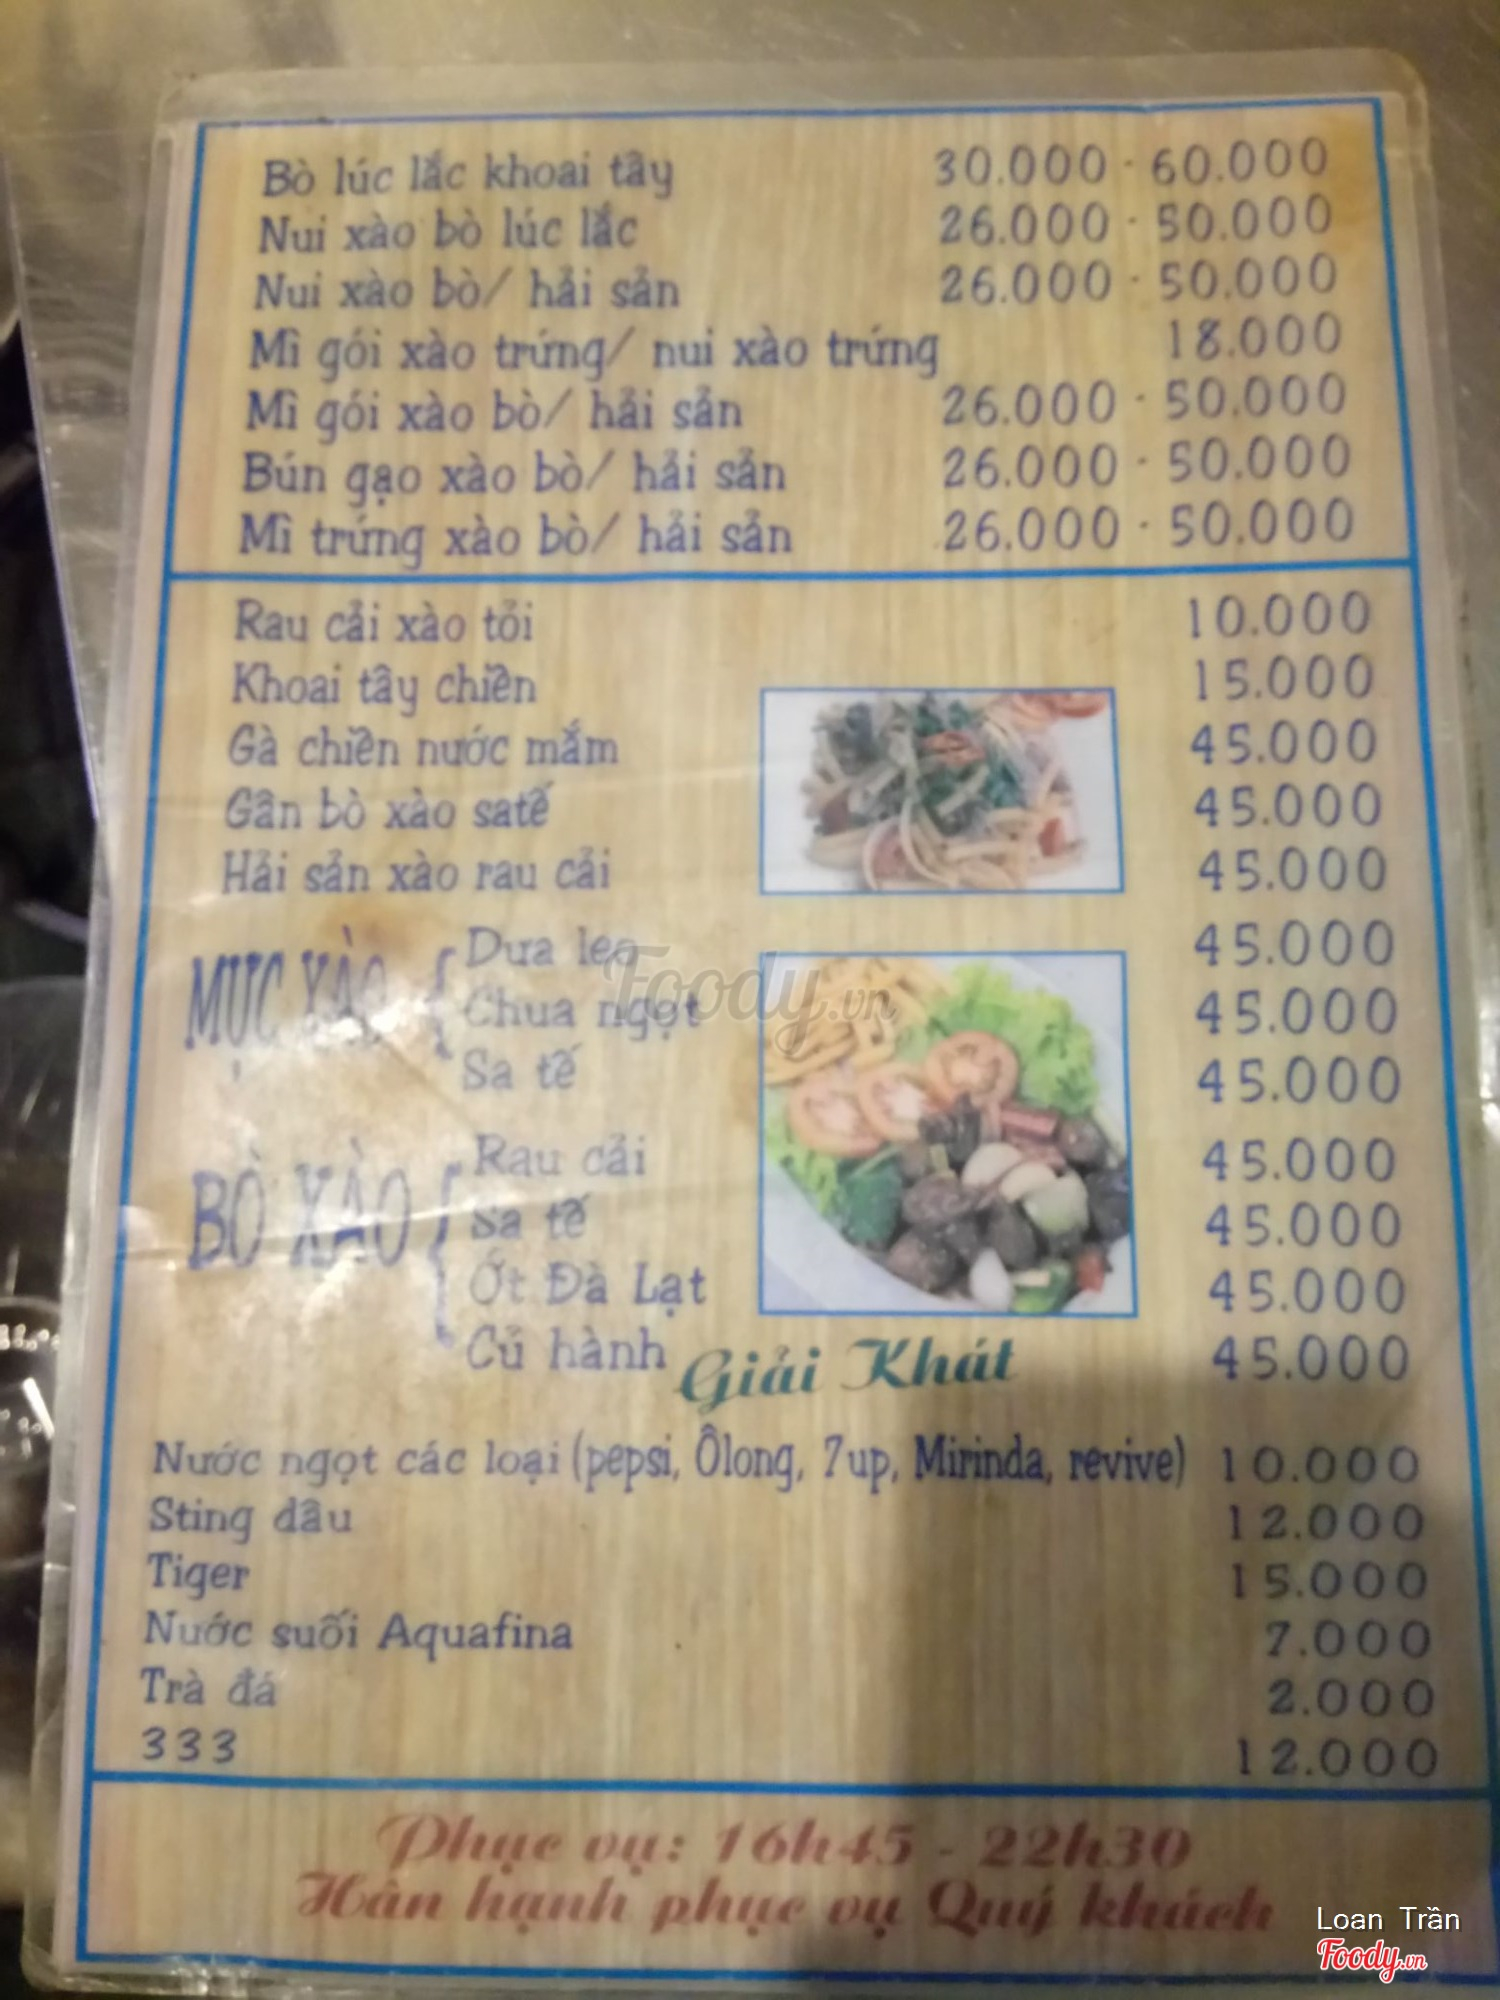 Bò lúc lắc khoai tây 30.000 - 60.000
Nui xào bò lúc lắc 26.000 - 50.000
Nui xào bò/ hải sản 26.000 - 50.000
Mì gói xào trứng/ nui xào trứng 18.000
Mì gói xào bò/ hải sản 26.000 - 50.000
Bún gạo xào bò/ hải sản 26.000 - 50.000
Mì trứng xào bò/ hải sản 26.000 - 50.000
Rau cải xào tỏi 10.000
Khoai tây chiên 15.000
Gà chiên nước mắm 45.000
Gân bò xào satế 45.000
Hải sản xào rau cải 45.000
MỰC XÀO
Dưa leo 45.000
Chua ngọt 45.000
Sa tế 45.000
BÒ XÀO
Rau cải 45.000
Sa tế 45.000
Ớt Đà Lạt 45.000
Củ hành 45.000
Giải Khát
Nước ngọt các loại (pepsi, Ôlong, 7up, Mirinda, revive) 10.000
Sting dâu 12.000
Tiger 15.000
Nước suối Aquafina 7.000
Trà đá 2.000
333 12.000
Phục vụ: 16h45 - 22h30
Hân hạnh phục vụ Quý khách
Foody.vn
Loan Trần
Foody.vn